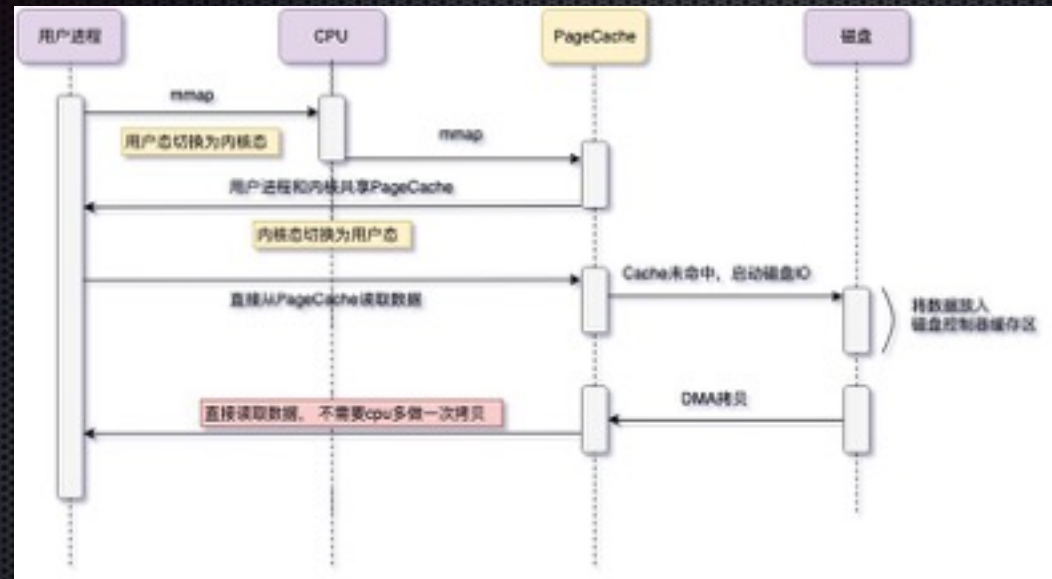 用户进程
CPU
PageCache
磁盘
mmap
用户态切换为内核态
mmap
用户进程和内核共享PageCache
内核态切换为用户态
Cache未命中，启动磁盘IO
直接从PageCache读取数据
将数据放入
磁盘控制器缓存区
DMA拷贝
直接读取数据， 不需要cpu多做一次拷贝